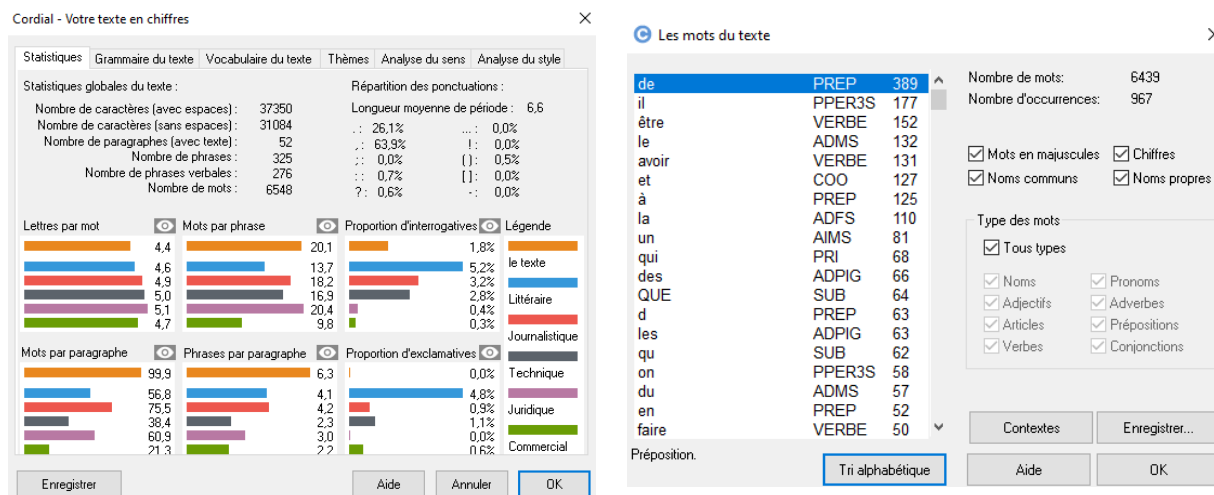 Cordial - Votre texte en chiffres
Statistiques Grammaire du texte Vocabulaire du texte Thèmes Analyse du sens Analyse du style
Statistiques globales du texte :
Nombre de caractères (avec espaces) : 37350
Nombre de caractères (sans espaces) : 31084
Nombre de paragraphes (avec texte) : 52
Nombre de phrases : 325
Nombre de phrases verbales : 276
Nombre de mots : 6548
Répartition des ponctuations :
Longueur moyenne de période : 6,6
. : 26,1% ... : 0,0%
, : 63,9% ! : 0,0%
; : 0,0% ( ) : 0,5%
: : 0,7% [ ] : 0,0%
? : 0,6% - : 0,0%
Lettres par mot
4,4
4,6
4,9
5,0
5,1
4,7
Mots par phrase
20,1
13,7
18,2
16,9
20,4
9,8
Proportion d'interrogatives
1,8%
5,2%
3,2%
2,8%
0,4%
0,3%
Légende
le texte
Littéraire
Journalistique
Technique
Juridique
Commercial
Mots par paragraphe
99,9
56,8
75,5
38,4
60,9
21,3
Phrases par paragraphe
6,3
4,1
4,2
2,3
3,0
2,2
Proportion d'exclamatives
0,0%
4,8%
0,9%
1,1%
0,0%
0,6%
Enregistrer Aide Annuler OK
Les mots du texte
de PREP 389
il PPER3S 177
être VERBE 152
le ADMS 132
avoir VERBE 131
et COO 127
à PREP 125
la ADFS 110
un AIMS 81
qui PRI 68
des ADPIG 66
QUE SUB 64
d PREP 63
les ADPIG 63
qu SUB 62
on PPER3S 58
du ADMS 57
en PREP 52
faire VERBE 50
Préposition.
Tri alphabétique
Nombre de mots: 6439
Nombre d'occurrences: 967
Mots en majuscules Chiffres
Noms communs Noms propres
Type des mots
Tous types
Noms Pronoms
Adjectifs Adverbes
Articles Prépositions
Verbes Conjonctions
Contextes Enregistrer...
Aide OK